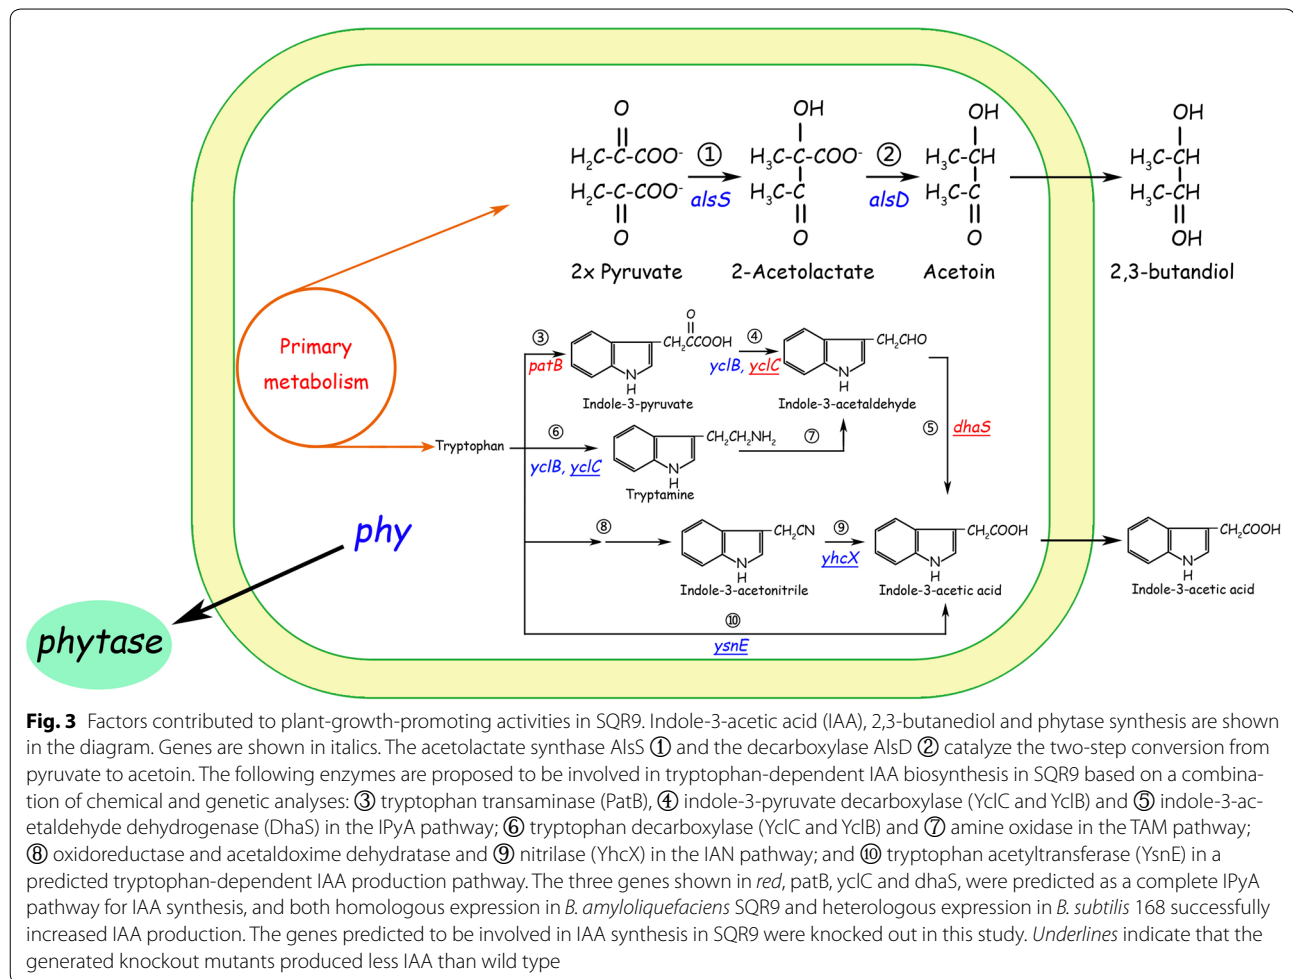 O
OH
OH
OH
H₂C-C-COO⁻
①
H₃C-C-COO⁻
②
H₃C-CH
H₃C-CH
H₂C-C-COO⁻
alsS
H₃C-C
alsD
H₃C-C
H₃C-CH
O
O
O
OH
2x Pyruvate
2-Acetolactate
Acetoin
2,3-butandiol
Primary
metabolism
③
patB
O
CH₂CCOOH
N
H
Indole-3-pyruvate
④
yclB, yclC
CH₂CHO
N
H
Indole-3-acetaldehyde
⑤
dhaS
Tryptophan
⑥
yclB, yclC
CH₂CH₂NH₂
N
H
Tryptamine
⑦
phy
phytase
⑧
CH₂CN
N
H
Indole-3-acetonitrile
⑨
yhcX
CH₂COOH
N
H
Indole-3-acetic acid
CH₂COOH
N
H
Indole-3-acetic acid
⑩
ysnE
Fig. 3 Factors contributed to plant-growth-promoting activities in SQR9. Indole-3-acetic acid (IAA), 2,3-butanediol and phytase synthesis are shown
in the diagram. Genes are shown in italics. The acetolactate synthase AlsS ① and the decarboxylase AlsD ② catalyze the two-step conversion from
pyruvate to acetoin. The following enzymes are proposed to be involved in tryptophan-dependent IAA biosynthesis in SQR9 based on a combina-
tion of chemical and genetic analyses: ③ tryptophan transaminase (PatB), ④ indole-3-pyruvate decarboxylase (YclC and YclB) and ⑤ indole-3-ac-
etaldehyde dehydrogenase (DhaS) in the IPyA pathway; ⑥ tryptophan decarboxylase (YclC and YclB) and ⑦ amine oxidase in the TAM pathway;
⑧ oxidoreductase and acetaldoxime dehydratase and ⑨ nitrilase (YhcX) in the IAN pathway; and ⑩ tryptophan acetyltransferase (YsnE) in a
predicted tryptophan-dependent IAA production pathway. The three genes shown in red, patB, yclC and dhaS, were predicted as a complete IPyA
pathway for IAA synthesis, and both homologous expression in B. amyloliquefaciens SQR9 and heterologous expression in B. subtilis 168 successfully
increased IAA production. The genes predicted to be involved in IAA synthesis in SQR9 were knocked out in this study. Underlines indicate that the
generated knockout mutants produced less IAA than wild type